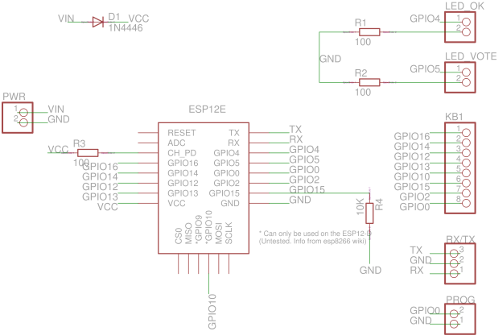 VIN D1 VCC
1N4446
LED_OK
GPIO4 1
2
R1
100
GND
LED_VOTE
GPIO5 1
2
R2
100
PWR
1 VIN
2 GND
ESP12E
RESET TX TX
ADC RX RX
VCC R3 100 CH_PD GPIO4 GPIO4
GPIO16 GPIO16 GPIO5 GPIO5
GPIO14 GPIO14 GPIO0 GPIO0
GPIO12 GPIO12 GPIO2 GPIO2
GPIO13 GPIO13 GPIO15 GPIO15
VCC VCC GND GND
CS0
MISO
*GPIO9
*GPIO10
MOSI
SCLK
GPIO10
10K R4
GND
* Can only be used on the ESP12-D
(Untested. Info from esp8266 wiki)
KB1
GPIO16 1
GPIO14 2
GPIO12 3
GPIO13 4
GPIO10 5
GPIO15 6
GPIO2 7
GPIO0 8
RX/TX
TX 3
GND 2
RX 1
PROG
GPIO0 2
GND 1